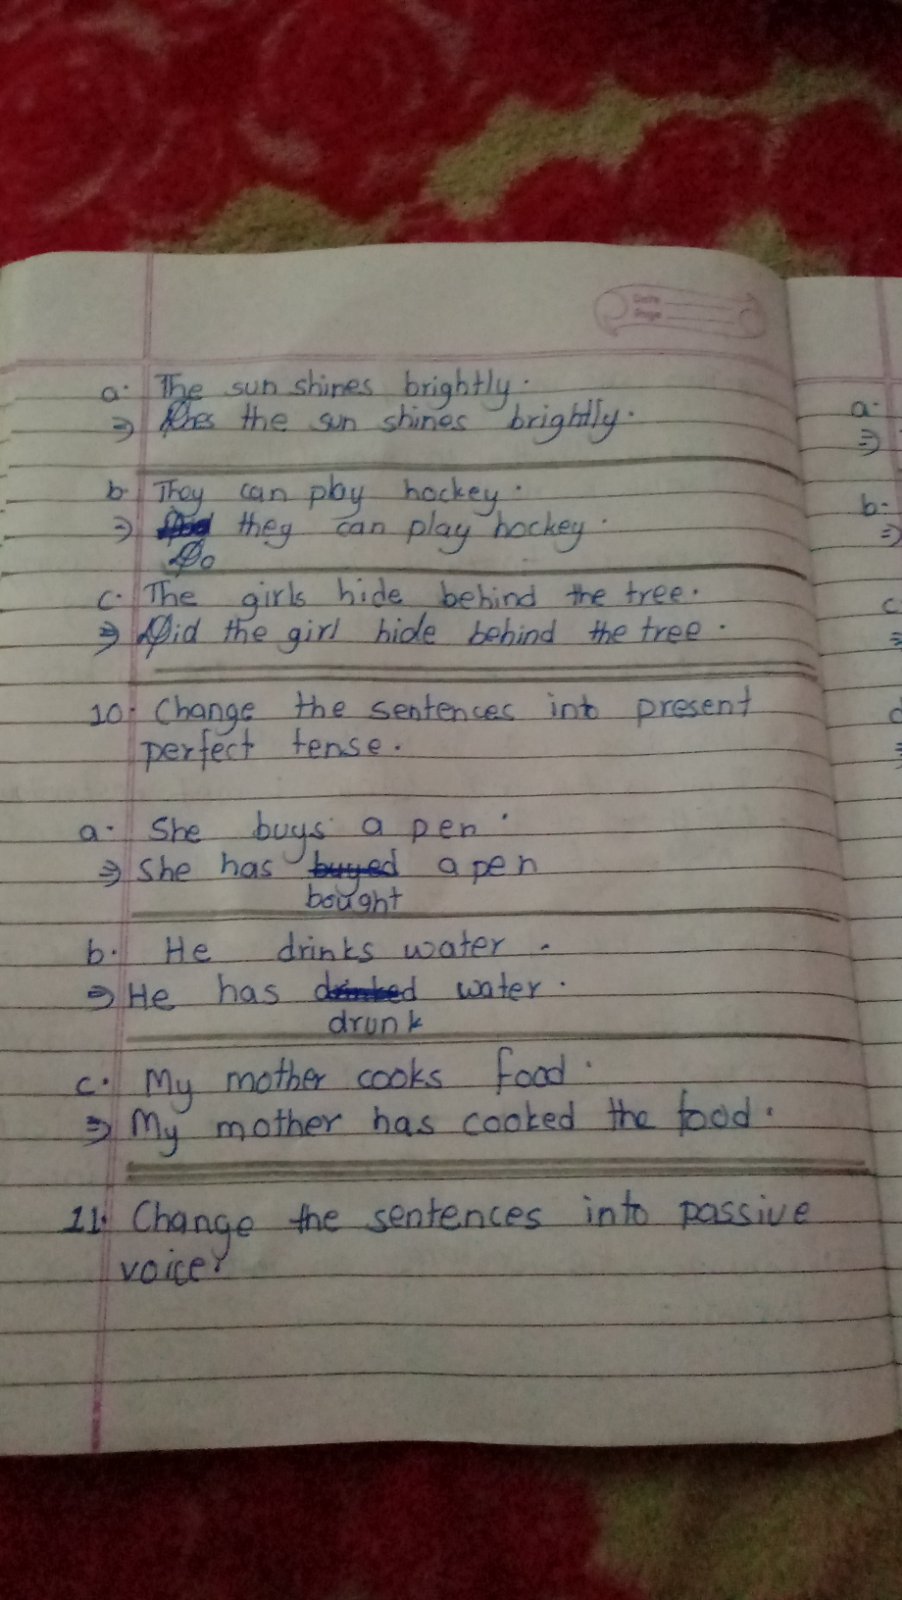 Date
Page
a. The sun shines brightly.
⇒ Does the sun shines brightly.
b. They can play hockey.
⇒ they can play hockey.
Do
c. The girls hide behind the tree.
⇒ Did the girl hide behind the tree.
10. Change the sentences into present
perfect tense.
a. She buys a pen.
⇒ She has buyed a pen
bought
b. He drinks water.
⇒ He has drinked water.
drunk
c. My mother cooks food.
⇒ My mother has cooked the food.
11. Change the sentences into passive
voice.
a.
⇒
b.
⇒
c
⇒
d
⇒